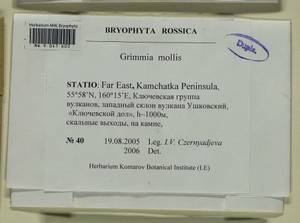 BRYOPHYTA ROSSICA
Grimmia mollis
Dupla.
Herbarium MW, Bryophyta
STATIO: Far East, Kamchatka Peninsula,
55°58'N, 160°15'E, Ключевская группа
вулканов, западный склон вулкана Ушковский,
«Ключевской дол», h~1000м,
скальные выходы, на камне,
№ 40 19.08.2005 Leg. I.V. Czernyadjeva
2006 Det.
Herbarium Komarov Botanical Institute (LE)